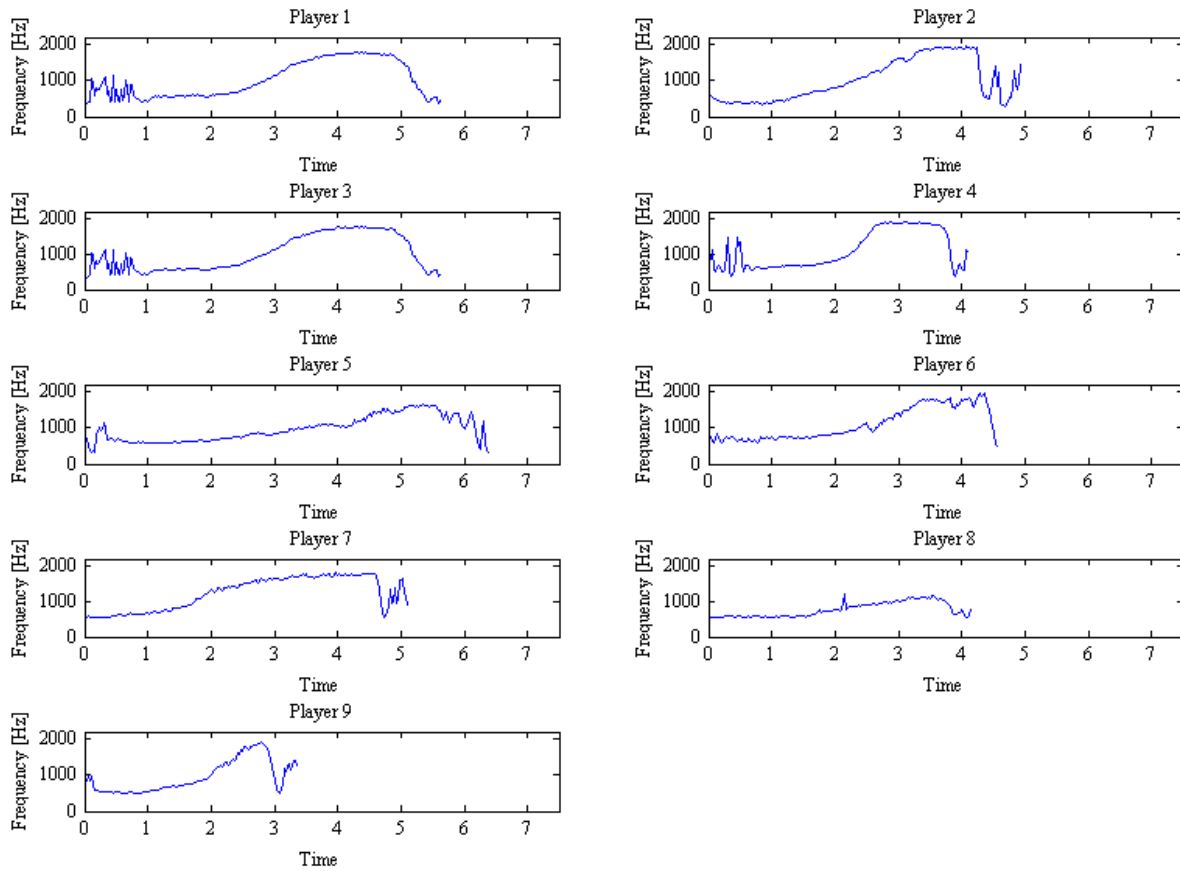 Player 1
Frequency [Hz]
2000
1000
0
0 1 2 3 4 5 6 7
Time
Player 2
Frequency [Hz]
2000
1000
0
0 1 2 3 4 5 6 7
Time
Player 3
Frequency [Hz]
2000
1000
0
0 1 2 3 4 5 6 7
Time
Player 4
Frequency [Hz]
2000
1000
0
0 1 2 3 4 5 6 7
Time
Player 5
Frequency [Hz]
2000
1000
0
0 1 2 3 4 5 6 7
Time
Player 6
Frequency [Hz]
2000
1000
0
0 1 2 3 4 5 6 7
Time
Player 7
Frequency [Hz]
2000
1000
0
0 1 2 3 4 5 6 7
Time
Player 8
Frequency [Hz]
2000
1000
0
0 1 2 3 4 5 6 7
Time
Player 9
Frequency [Hz]
2000
1000
0
0 1 2 3 4 5 6 7
Time